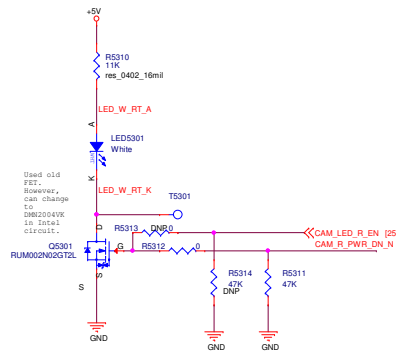 +5V
R5310
11K
res_0402_16mil
LED_W_RT_A
A
LED5301
White
K
LED_W_RT_K
Used old
FET.
However,
can change
to
DMN2004VK
in Intel
circuit.
T5301
R5313
DNP 0
CAM_LED_R_EN [25
D
Q5301
RUM002N02GT2L
G
R5312
0
CAM_R_PWR_DN_N
S
S
R5314
47K
DNP
R5311
47K
GND
GND
GND